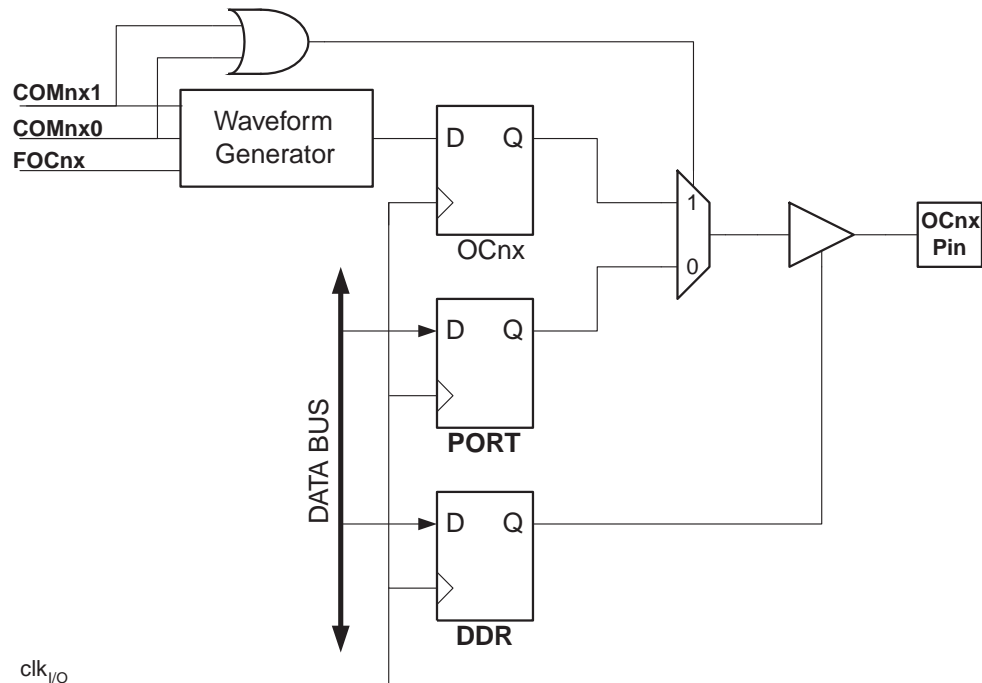 COMnx1
COMnx0
FOCnx
Waveform
Generator
D Q
OCnx
1
0
OCnx
Pin
D Q
PORT
DATA BUS
D Q
DDR
clkI/O